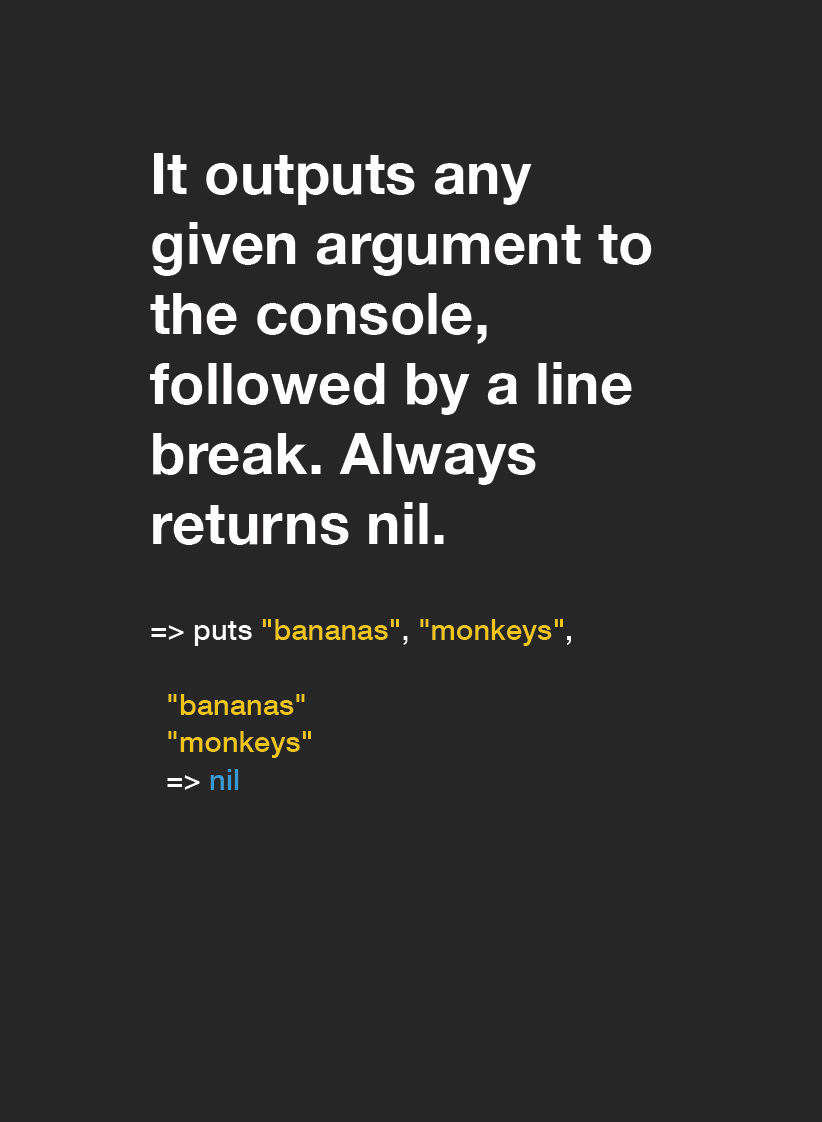 It outputs any
given argument to
the console,
followed by a line
break. Always
returns nil.
=> puts "bananas", "monkeys",
"bananas"
"monkeys"
=> nil